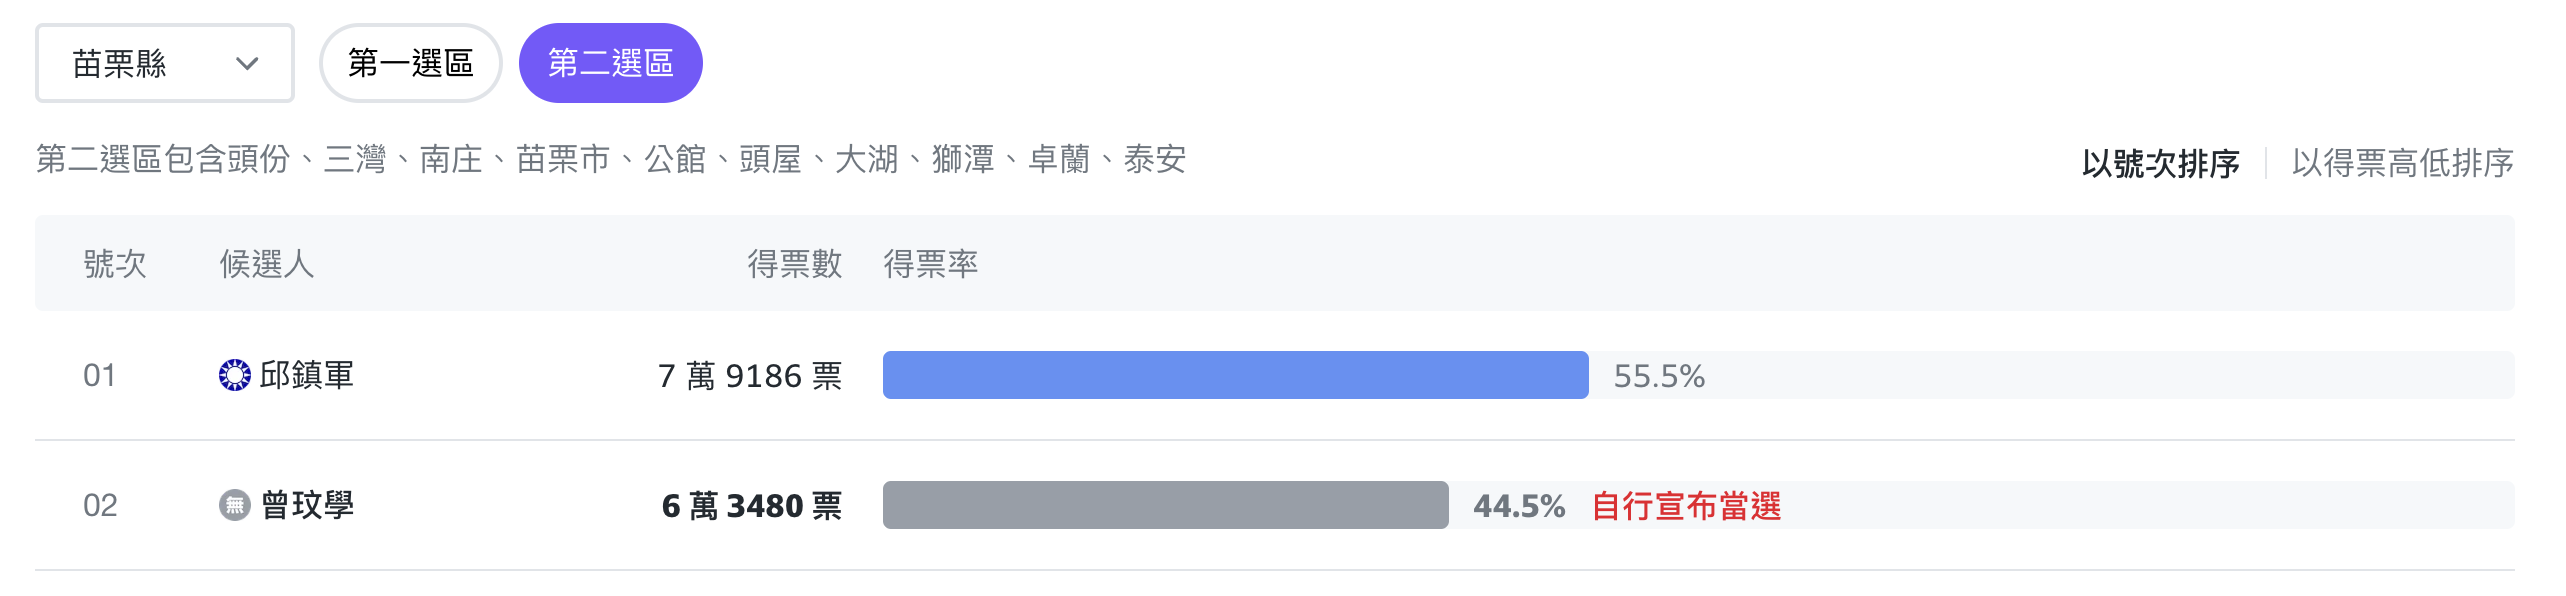 苗栗縣 第一選區 第二選區
第二選區包含頭份、三灣、南庄、苗栗市、公館、頭屋、大湖、獅潭、卓蘭、泰安
以號次排序 以得票高低排序
號次 候選人 得票數 得票率
01 邱鎮軍 7 萬 9186 票 55.5%
02 無 曾玟學 6 萬 3480 票 44.5% 自行宣布當選